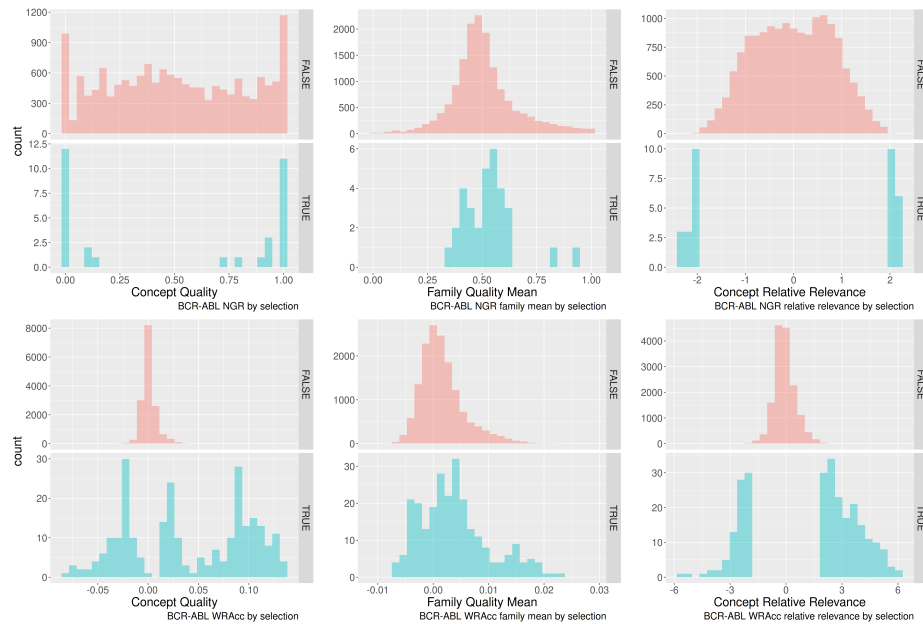 count
1200
900
600
300
0
FALSE
12.5
10.0
7.5
5.0
2.5
0.0
TRUE
0.00 0.25 0.50 0.75 1.00
Concept Quality
BCR-ABL NGR by selection
2000
1500
1000
500
0
FALSE
6
4
2
0
TRUE
0.00 0.25 0.50 0.75 1.00
Family Quality Mean
BCR-ABL NGR family mean by selection
1000
750
500
250
0
FALSE
10.0
7.5
5.0
2.5
0.0
TRUE
-2 -1 0 1 2
Concept Relative Relevance
BCR-ABL NGR relative relevance by selection
count
8000
6000
4000
2000
0
FALSE
30
20
10
0
TRUE
-0.05 0.00 0.05 0.10
Concept Quality
BCR-ABL WRAcc by selection
2000
1000
0
FALSE
30
20
10
0
TRUE
-0.01 0.00 0.01 0.02 0.03
Family Quality Mean
BCR-ABL WRAcc family mean by selection
4000
3000
2000
1000
0
FALSE
30
20
10
0
TRUE
-6 -3 0 3 6
Concept Relative Relevance
BCR-ABL WRAcc relative relevance by selection